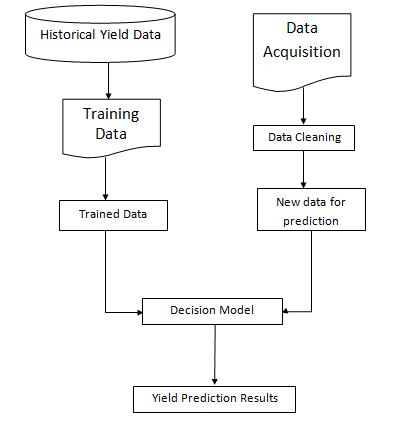 Historical Yield Data
Data
Acquisition
Training
Data
Data Cleaning
Trained Data
New data for
prediction
Decision Model
Yield Prediction Results